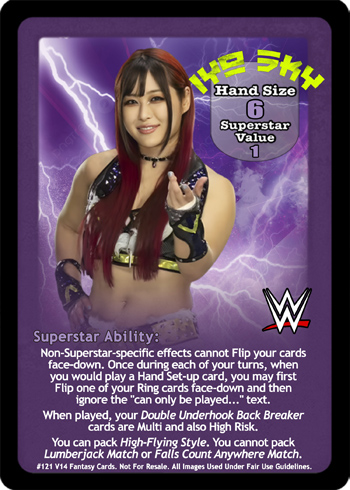 IYO SKY
Hand Size
6
Superstar
Value
1
W
Superstar Ability:
Non-Superstar-specific effects cannot Flip your cards
face-down. Once during each of your turns, when
you would play a Hand Set-up card, you may first
Flip one of your Ring cards face-down and then
ignore the "can only be played..." text.
When played, your Double Underhook Back Breaker
cards are Multi and also High Risk.
You can pack High-Flying Style. You cannot pack
Lumberjack Match or Falls Count Anywhere Match.
#121 V14 Fantasy Cards. Not For Resale. All Images Used Under Fair Use Guidelines.